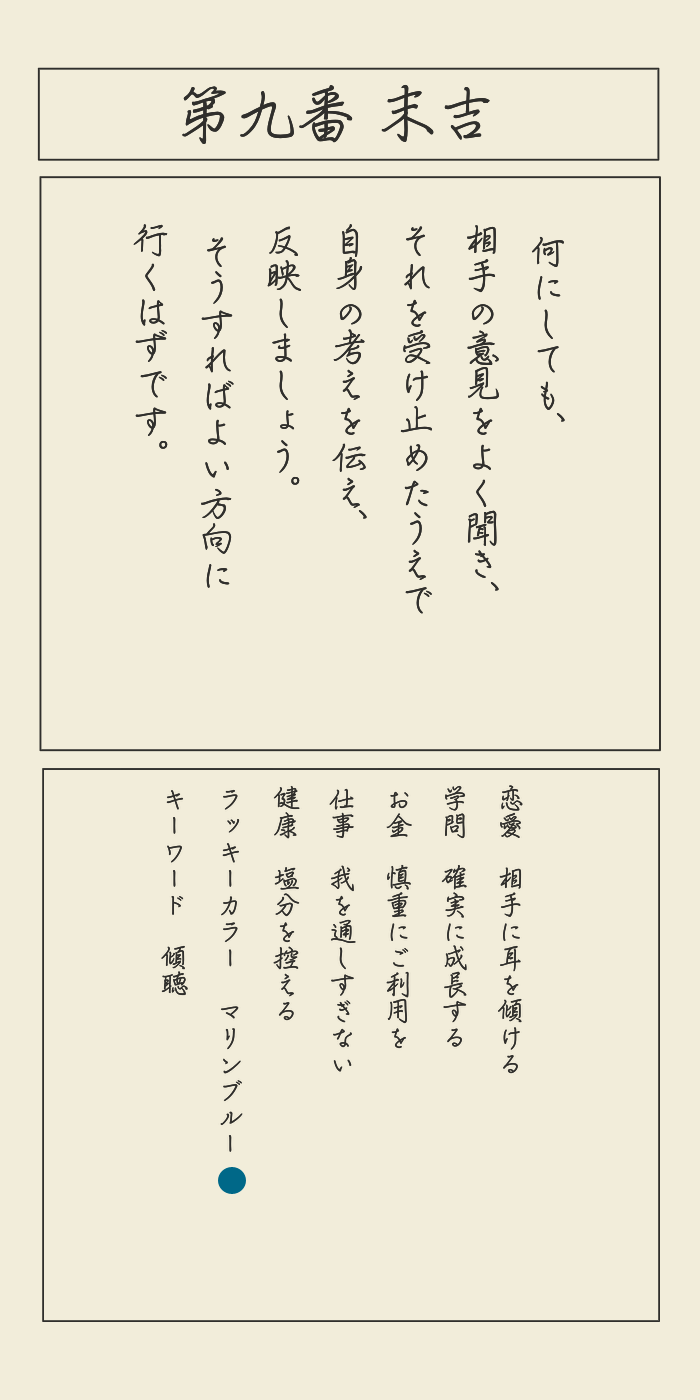 第九番 末吉
何にしても、
相手の意見をよく聞き、
それを受け止めたうえで
自身の考えを伝え、
反映しましょう。
そうすればよい方向に
行くはずです。
恋愛　相手に耳を傾ける
学問　確実に成長する
お金　慎重にご利用を
仕事　我を通しすぎない
健康　塩分を控える
ラッキーカラー　マリンブルー
キーワード　傾聴